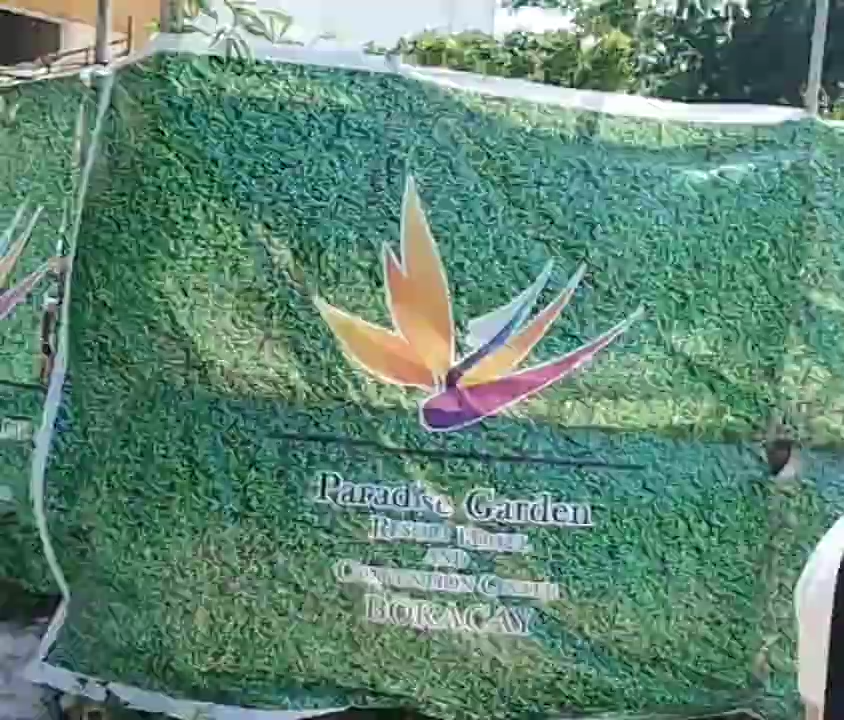 Paradise Garden
RESORT HOTEL
AND
CONVENTION CENTER
BORACAY